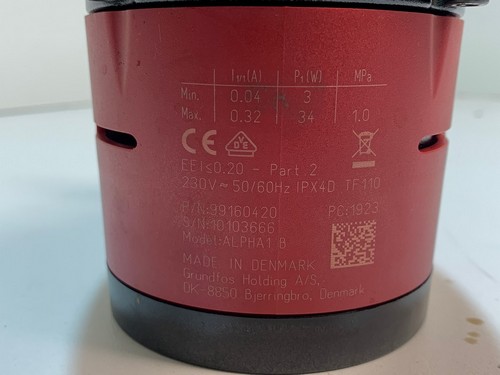 I1/1(A) P1(W) MPa
Min. 0.04 3
Max. 0.32 34 1.0
CE VDE
EEI≤0.20 - Part 2
230V~ 50/60Hz IPX4D TF110
P/N:99160420 PC:1923
S/N:10103666
Model:ALPHA1 B
MADE IN DENMARK
Grundfos Holding A/S,
DK-8850 Bjerringbro, Denmark